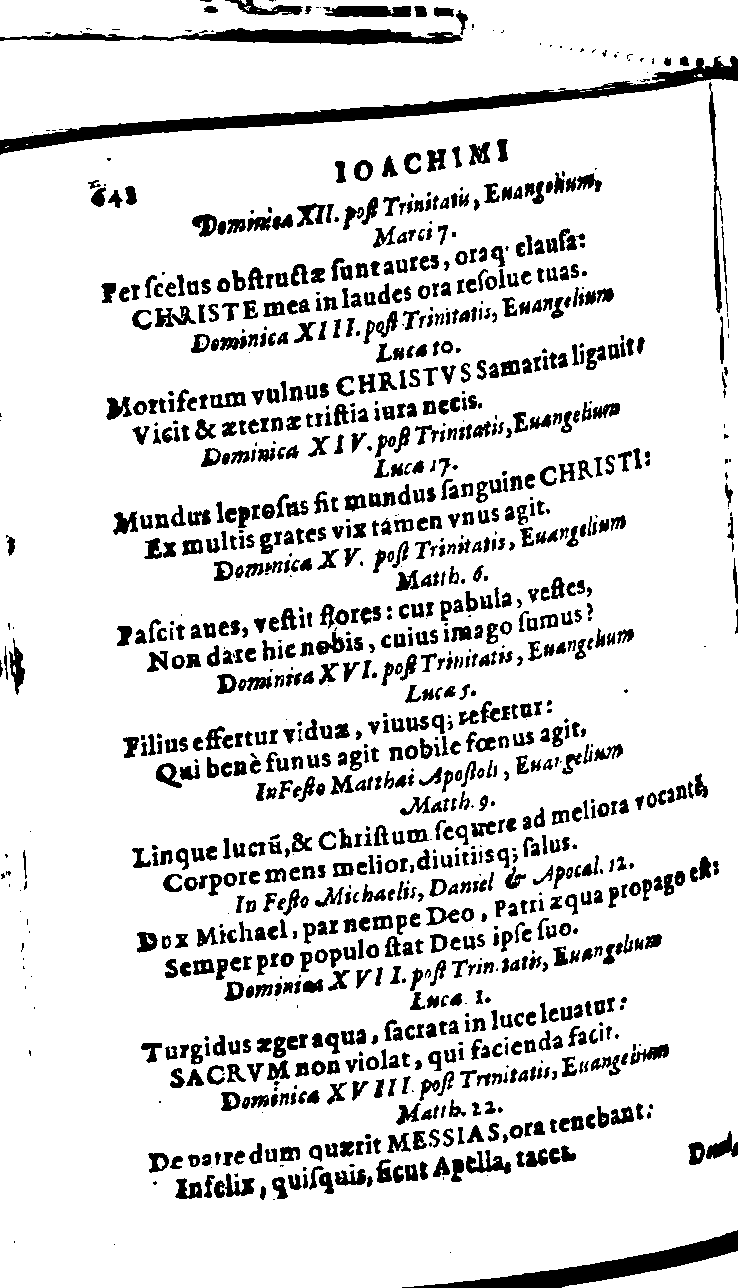 648
IOACHIMI
Dominica XII. poſt Trinitatis, Euangelium,
Marci 7.
Per ſcelus obſtructæ ſunt aures, oraq; clauſa:
CHRISTE mea in laudes ora reſolue tuas.
Dominica XIII. poſt Trinitatis, Euangelium
Luca 10.
Mortiferum vulnus CHRISTVS Samarita ligauit:
Vicit & æternæ triſtia iura necis.
Dominica XIV. poſt Trinitatis, Euangelium
Luca 17.
Mundus leproſus fit mundus ſanguine CHRISTI:
Ex multis grates vix támen vnus agit.
Dominica XV. poſt Trinitatis, Euangelium
Matth. 6.
Paſcit aues, veſtit flores: cur pabula, veſtes,
Non dare hic nobis, cuius imago ſumus?
Dominica XVI. poſt Trinitatis, Euangelium
Luca 5.
Filius effertur viduæ, viuusq; refertur:
Qui benè funus agit nobile fœnus agit,
In Feſto Matthai Apoſtoli, Euangelium
Matth. 9.
Linque lucrũ, & Chriſtum ſequere ad meliora vocantẽ,
Corpore mens melior, diuitiisq; ſalus.
In Feſto Michaelis, Daniel & Apocal. 12.
Dux Michael, par nempe Deo, Patri æqua propago eſt:
Semper pro populo ſtat Deus ipſe ſuo.
Dominica XVII. poſt Trinitatis, Euangelium
Luca 1.
Turgidus æger aqua, ſacrata in luce leuatur:
SACRVM non violat, qui facienda facit.
Dominica XVIII. poſt Trinitatis, Euangelium
Matth. 22.
De patre dum quærit MESSIAS, ora tenebant:
Infelix, quiſquis, ſicut Apella, tacet.